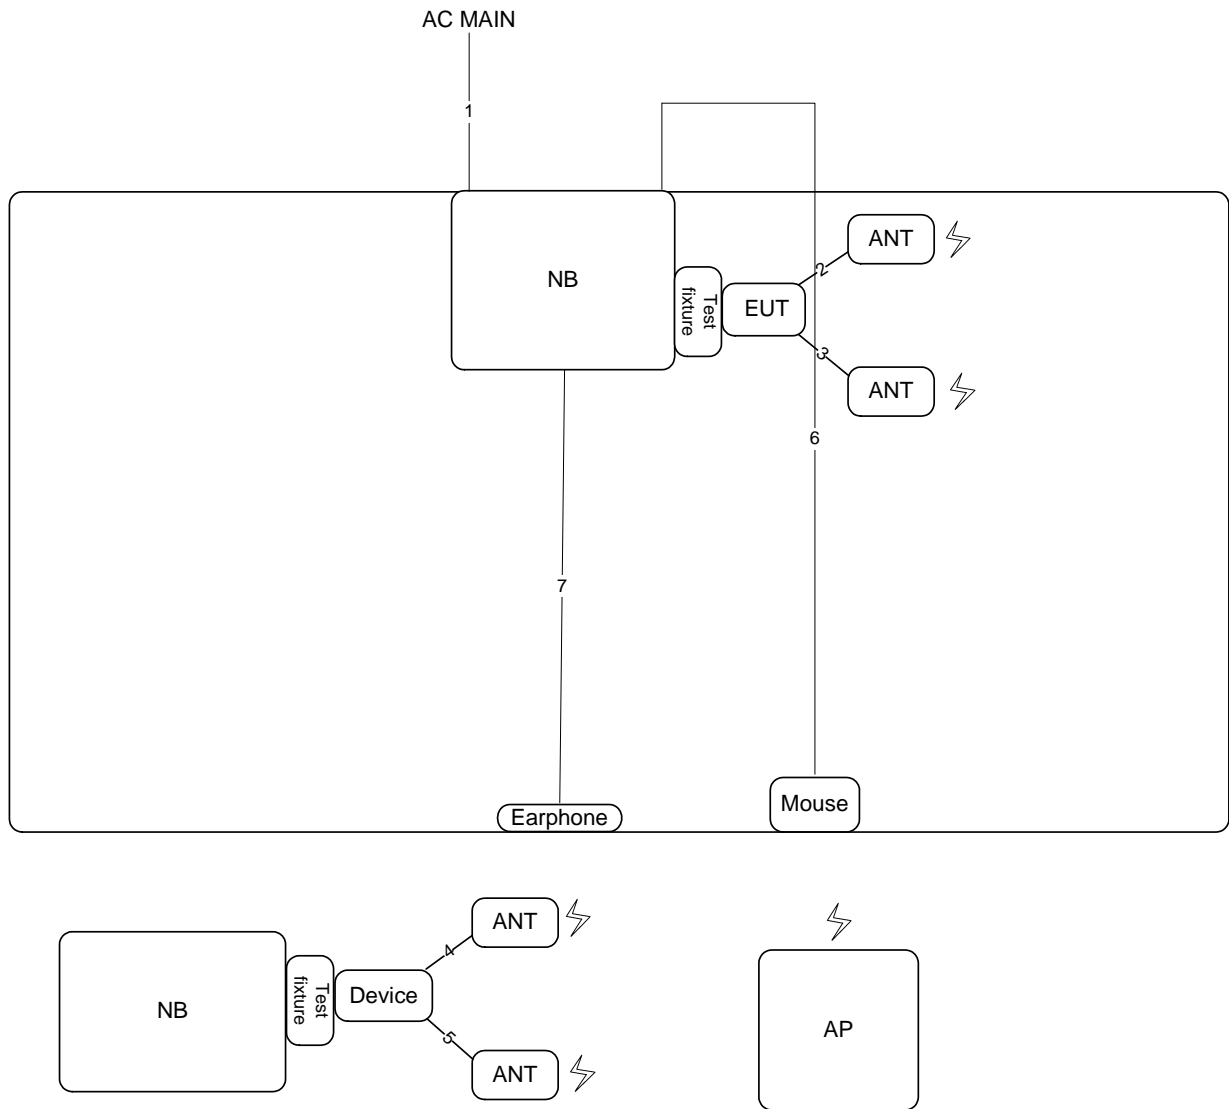 AC MAIN
1
ANT
NB
2
Test
fixture
EUT
3
ANT
6
7
Mouse
Earphone
ANT
4
NB
Test
fixture
Device
5
ANT
AP